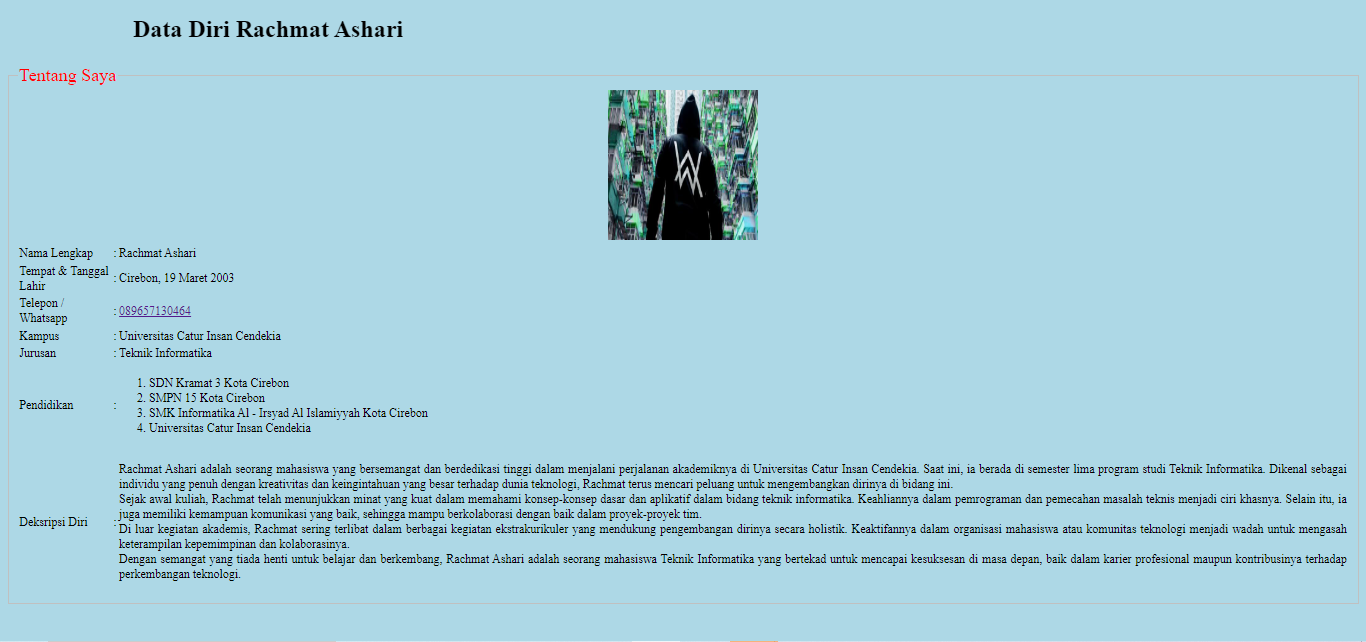 Data Diri Rachmat Ashari
Tentang Saya
Nama Lengkap : Rachmat Ashari
Tempat & Tanggal
Lahir : Cirebon, 19 Maret 2003
Telepon /
Whatsapp : 089657130464
Kampus : Universitas Catur Insan Cendekia
Jurusan : Teknik Informatika
Pendidikan :
1. SDN Kramat 3 Kota Cirebon
2. SMPN 15 Kota Cirebon
3. SMK Informatika Al - Irsyad Al Islamiyyah Kota Cirebon
4. Universitas Catur Insan Cendekia
Deksripsi Diri :
Rachmat Ashari adalah seorang mahasiswa yang bersemangat dan berdedikasi tinggi dalam menjalani perjalanan akademiknya di Universitas Catur Insan Cendekia. Saat ini, ia berada di semester lima program studi Teknik Informatika. Dikenal sebagai
individu yang penuh dengan kreativitas dan keingintahuan yang besar terhadap dunia teknologi, Rachmat terus mencari peluang untuk mengembangkan dirinya di bidang ini.
Sejak awal kuliah, Rachmat telah menunjukkan minat yang kuat dalam memahami konsep-konsep dasar dan aplikatif dalam bidang teknik informatika. Keahliannya dalam pemrograman dan pemecahan masalah teknis menjadi ciri khasnya. Selain itu, ia
juga memiliki kemampuan komunikasi yang baik, sehingga mampu berkolaborasi dengan baik dalam proyek-proyek tim.
Di luar kegiatan akademis, Rachmat sering terlibat dalam berbagai kegiatan ekstrakurikuler yang mendukung pengembangan dirinya secara holistik. Keaktifannya dalam organisasi mahasiswa atau komunitas teknologi menjadi wadah untuk mengasah
keterampilan kepemimpinan dan kolaborasinya.
Dengan semangat yang tiada henti untuk belajar dan berkembang, Rachmat Ashari adalah seorang mahasiswa Teknik Informatika yang bertekad untuk mencapai kesuksesan di masa depan, baik dalam karier profesional maupun kontribusinya terhadap
perkembangan teknologi.